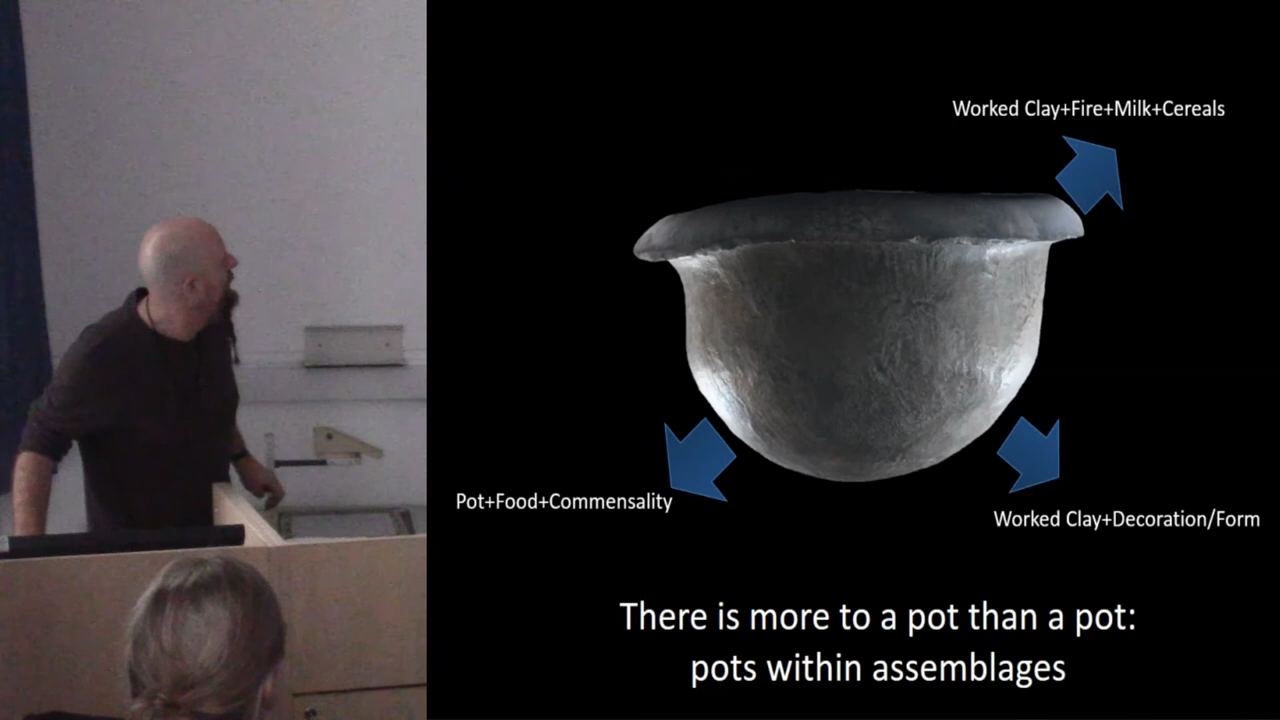 Worked Clay+Fire+Milk+Cereals
Pot+Food+Commensality
Worked Clay+Decoration/Form
There is more to a pot than a pot:
pots within assemblages